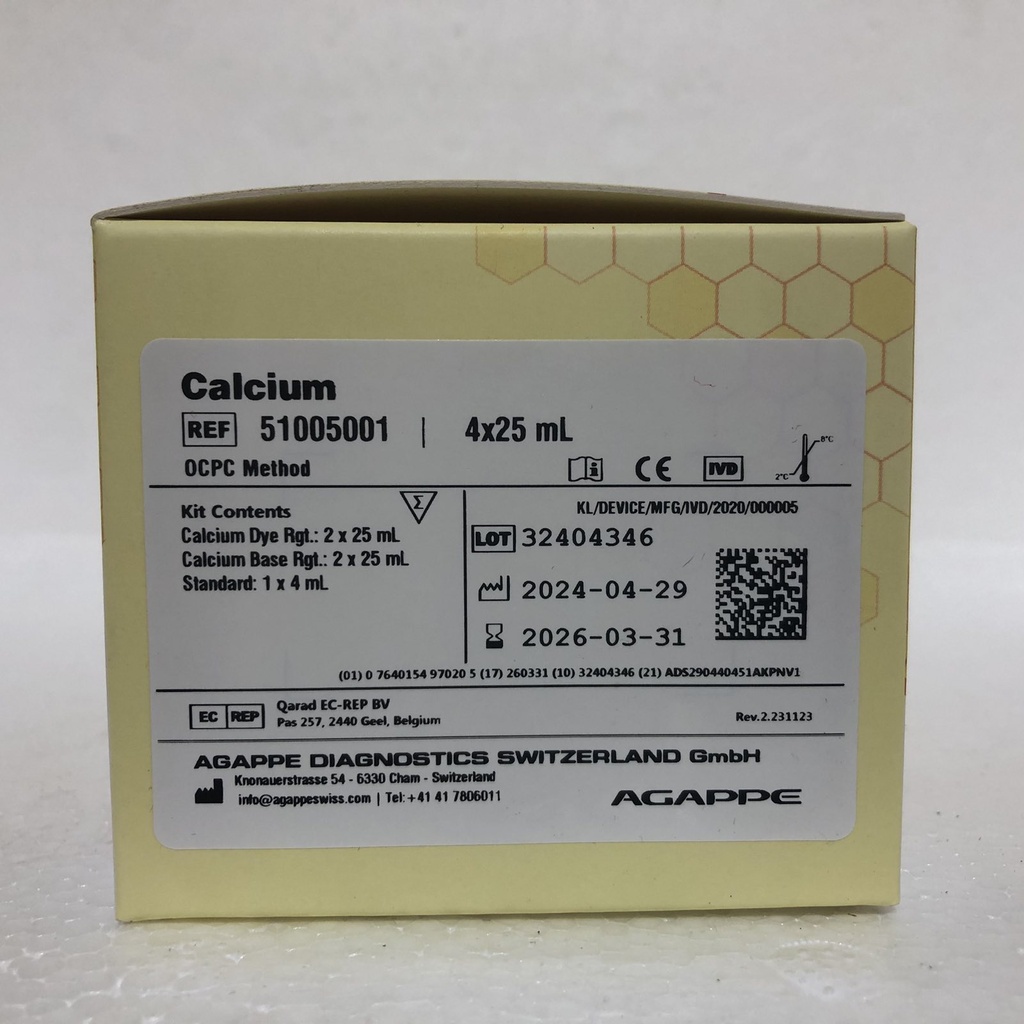 Calcium
REF 51005001 | 4x25 mL
OCPC Method
i CE IVD 2°C 8°C
Kit Contents
Σ
Calcium Dye Rgt.: 2 x 25 mL
Calcium Base Rgt.: 2 x 25 mL
Standard: 1 x 4 mL
KL/DEVICE/MFG/IVD/2020/000005
LOT 32404346
2024-04-29
2026-03-31
(01) 0 7640154 97020 5 (17) 260331 (10) 32404346 (21) ADS290440451AKPNV1
EC REP
Qarad EC-REP BV
Pas 257, 2440 Geel, Belgium
Rev.2.231123
AGAPPE DIAGNOSTICS SWITZERLAND GmbH
Knonauerstrasse 54 - 6330 Cham - Switzerland
info@agappeswiss.com | Tel:+41 41 7806011
AGAPPE